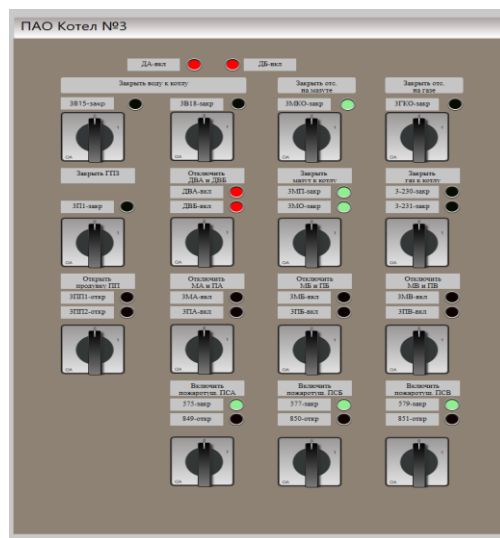 ПАО Котел №3
ДА-вкл ДБ-вкл
Закрыть воду к котлу
Закрыть отс.
на мазуте
Закрыть отс.
на газе
3В15-закр 3В18-закр 3МКО-закр 3ГКО-закр
Закрыть ГПЗ
Отключить
ДВА и ДВБ
Закрыть
мазут к котлу
Закрыть
газ к котлу
ДВА-вкл 3МП-закр 3-230-закр
3П1-закр ДВБ-вкл 3МО-закр 3-231-закр
Открыть
продувку ПП
Отключить
МА и ПА
Отключить
МБ и ПБ
Отключить
МВ и ПВ
3ПП1-откр 3МА-вкл 3МБ-вкл 3МВ-вкл
3ПП2-откр 3ПА-вкл 3ПБ-вкл 3ПВ-вкл
Включить
пожаротуш. ПСА
Включить
пожаротуш. ПСБ
Включить
пожаротуш. ПСВ
575-закр 577-закр 579-закр
849-откр 850-откр 851-откр